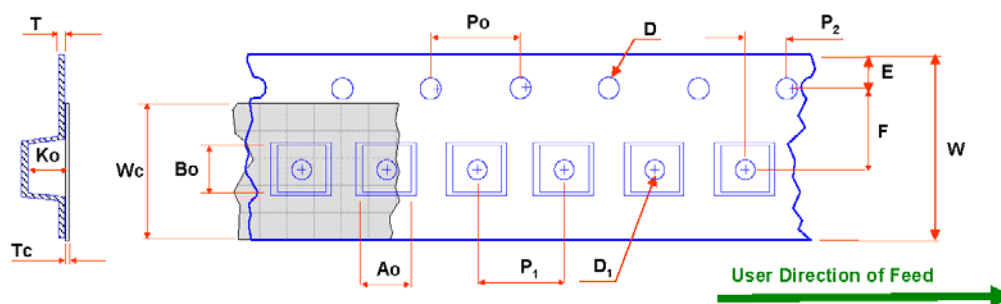 T
Po
D
P2
E
F
W
Ko
Wc
Bo
Tc
Ao
P1
D1
User Direction of Feed